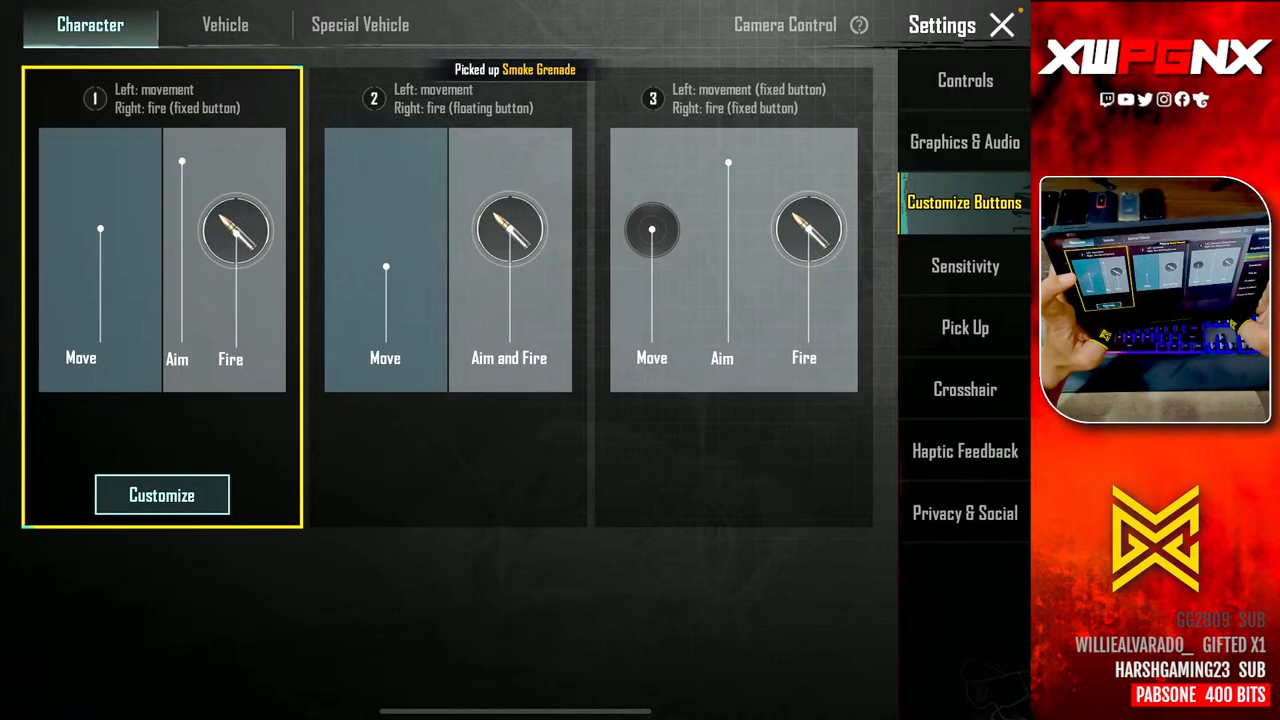 Character
Vehicle
Special Vehicle
Camera Control
?
Settings
Picked up Smoke Grenade
1
Left: movement
Right: fire (fixed button)
Move
Aim
Fire
Customize
2
Left: movement
Right: fire (floating button)
Move
Aim and Fire
3
Left: movement (fixed button)
Right: fire (fixed button)
Move
Aim
Fire
Controls
Graphics & Audio
Customize Buttons
Sensitivity
Pick Up
Crosshair
Haptic Feedback
Privacy & Social
XWPGNX
GG2809 SUB
WILLIEALVARADO_ GIFTED X1
HARSHGAMING23 SUB
PABSONE 400 BITS